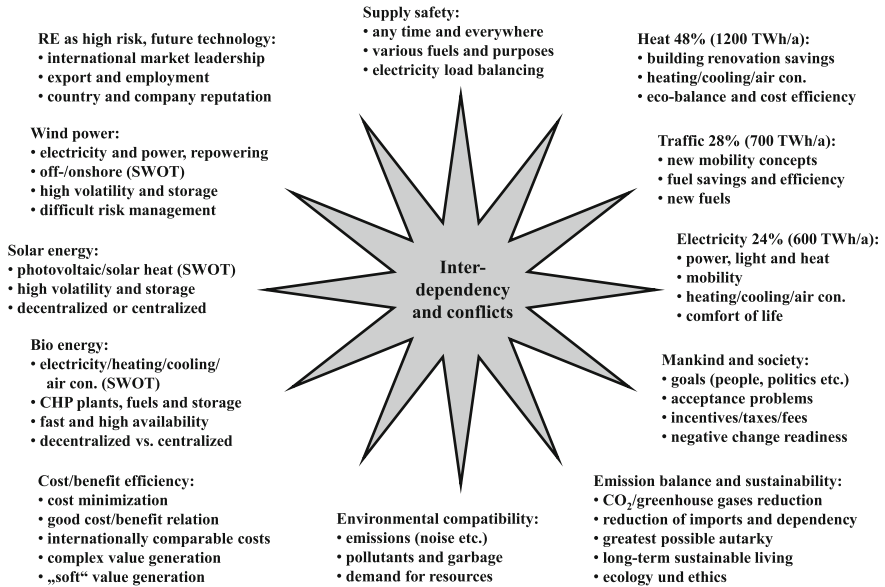 Supply safety:
• any time and everywhere
• various fuels and purposes
• electricity load balancing
RE as high risk, future technology:
• international market leadership
• export and employment
• country and company reputation
Heat 48% (1200 TWh/a):
• building renovation savings
• heating/cooling/air con.
• eco-balance and cost efficiency
Wind power:
• electricity and power, repowering
• off-/onshore (SWOT)
• high volatility and storage
• difficult risk management
Traffic 28% (700 TWh/a):
• new mobility concepts
• fuel savings and efficiency
• new fuels
Solar energy:
• photovoltaic/solar heat (SWOT)
• high volatility and storage
• decentralized or centralized
Inter-
dependency
and conflicts
Electricity 24% (600 TWh/a):
• power, light and heat
• mobility
• heating/cooling/air con.
• comfort of life
Bio energy:
• electricity/heating/cooling/
air con. (SWOT)
• CHP plants, fuels and storage
• fast and high availability
• decentralized vs. centralized
Mankind and society:
• goals (people, politics etc.)
• acceptance problems
• incentives/taxes/fees
• negative change readiness
Cost/benefit efficiency:
• cost minimization
• good cost/benefit relation
• internationally comparable costs
• complex value generation
• „soft“ value generation
Environmental compatibility:
• emissions (noise etc.)
• pollutants and garbage
• demand for resources
Emission balance and sustainability:
• CO₂/greenhouse gases reduction
• reduction of imports and dependency
• greatest possible autarky
• long-term sustainable living
• ecology und ethics